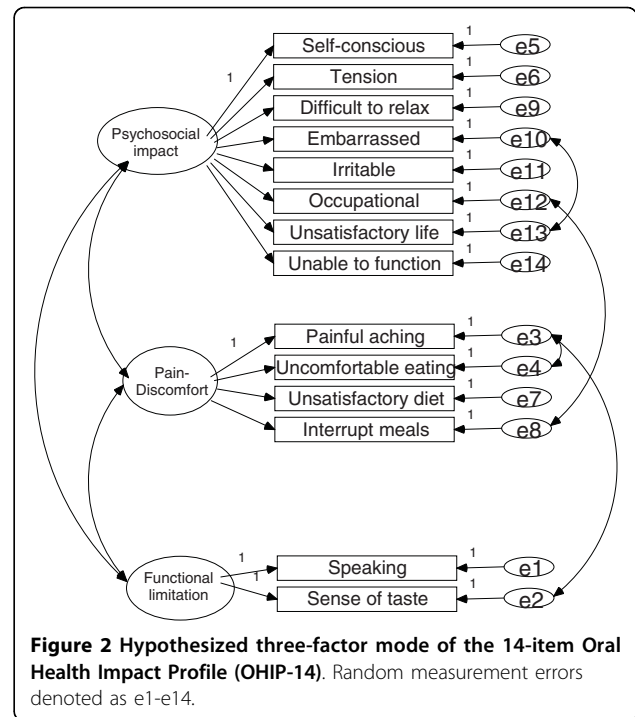 1
Self-conscious
1
e5
Tension
1
e6
Difficult to relax
1
e9
Psychosocial
impact
Embarrassed
1
e10
Irritable
1
e11
Occupational
1
e12
Unsatisfactory life
1
e13
Unable to function
1
e14
1
Painful aching
1
e3
Pain-
Discomfort
Uncomfortable eating
1
e4
Unsatisfactory diet
1
e7
Interrupt meals
1
e8
Functional
limitation
1
Speaking
1
e1
1
Sense of taste
1
e2
Figure 2 Hypothesized three-factor mode of the 14-item Oral
Health Impact Profile (OHIP-14). Random measurement errors
denoted as e1-e14.